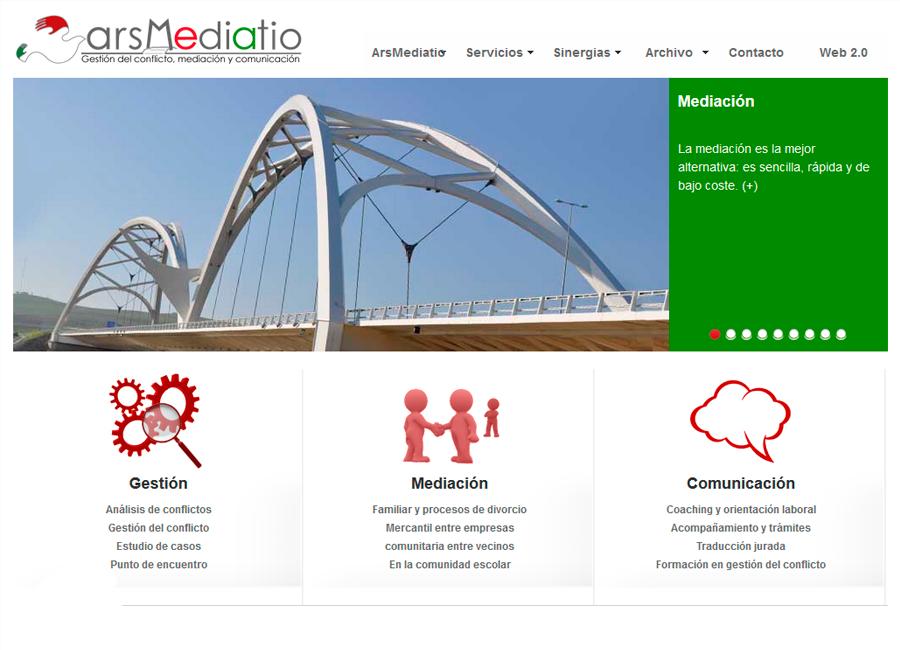 arsMediatio
Gestión del conflicto, mediación y comunicación
ArsMediatio Servicios Sinergias Archivo Contacto Web 2.0
Mediación
La mediación es la mejor
alternativa: es sencilla, rápida y de
bajo coste. (+)
Gestión
Análisis de conflictos
Gestión del conflicto
Estudio de casos
Punto de encuentro
Mediación
Familiar y procesos de divorcio
Mercantil entre empresas
comunitaria entre vecinos
En la comunidad escolar
Comunicación
Coaching y orientación laboral
Acompañamiento y trámites
Traducción jurada
Formación en gestión del conflicto